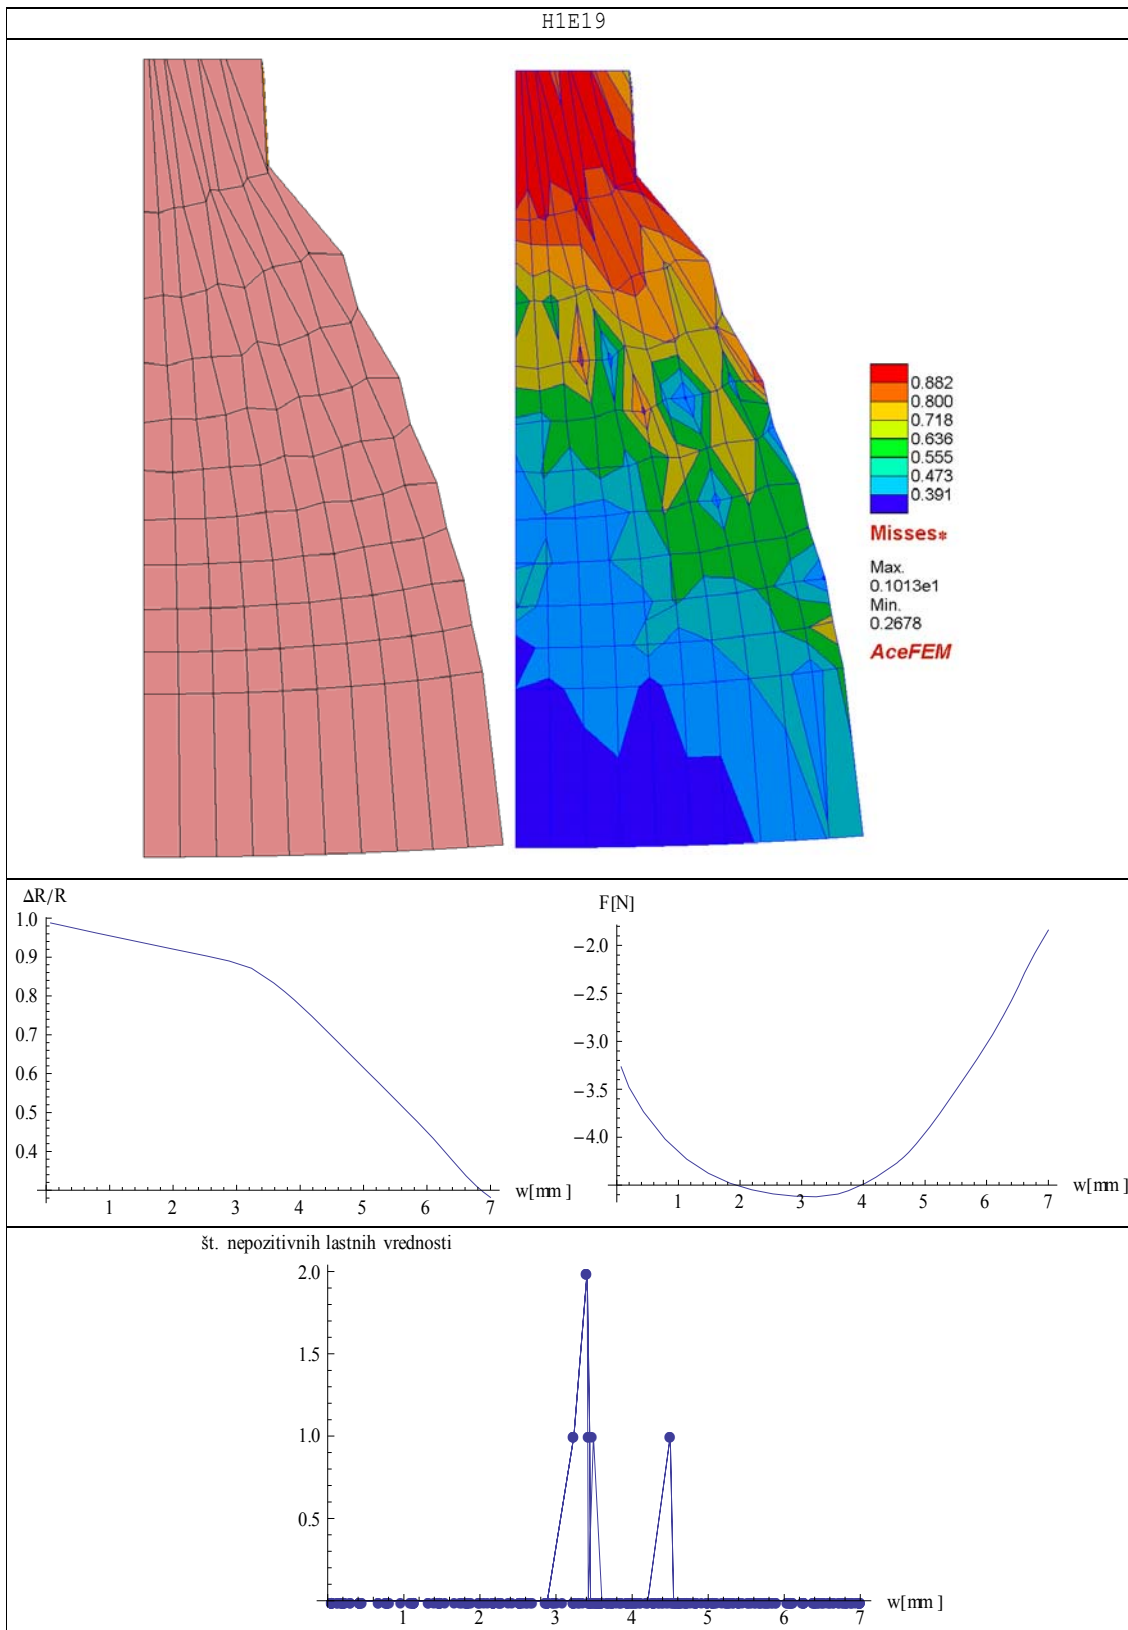 H1E19
0.882
0.800
0.718
0.636
0.555
0.473
0.391
Misses*
Max.
0.1013e1
Min.
0.2678
AceFEM
ΔR/R
1.0
0.9
0.8
0.7
0.6
0.5
0.4
1 2 3 4 5 6 7
w[mm]
F[N]
−2.0
−2.5
−3.0
−3.5
−4.0
1 2 3 4 5 6 7
w[mm]
št. nepozitivnih lastnih vrednosti
2.0
1.5
1.0
0.5
1 2 3 4 5 6 7
w[mm]